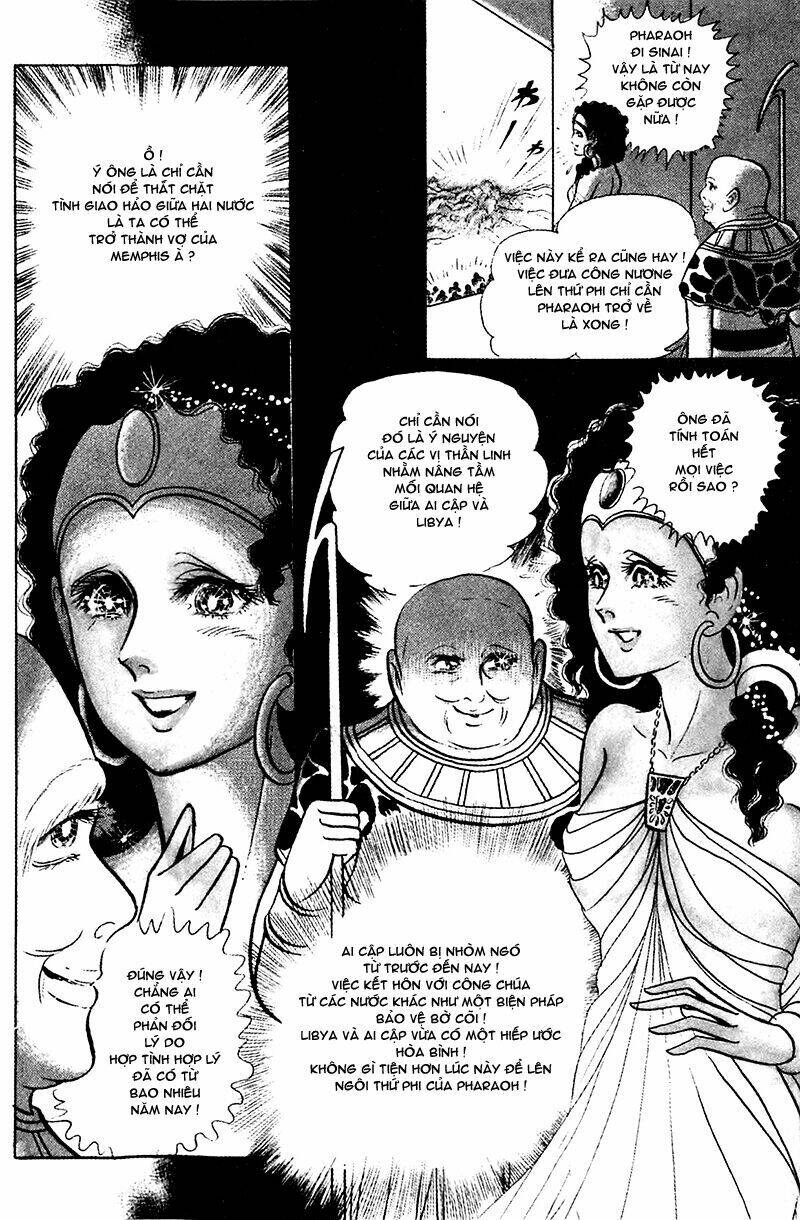 PHARAOH
ĐI SINAI !
VẬY LÀ TỪ NAY
KHÔNG CÒN
GẶP ĐƯỢC
NỮA !
わ
ー
わ
ー
VIỆC NÀY KỂ RA CŨNG HAY !
VIỆC ĐƯA CÔNG NƯƠNG
LÊN THỨ PHI CHỈ CẦN
PHARAOH TRỞ VỀ
LÀ XONG !
ÔNG ĐÃ
TÍNH TOÁN
HẾT
MỌI VIỆC
RỒI SAO ?
CHỈ CẦN NÓI
ĐÓ LÀ Ý NGUYỆN
CỦA CÁC VỊ THẦN LINH
NHẰM NÂNG TẦM
MỐI QUAN HỆ
GIỮA AI CẬP VÀ
LIBYA !
AI CẬP LUÔN BỊ NHÒM NGÓ
TỪ TRƯỚC ĐẾN NAY !
VIỆC KẾT HÔN VỚI CÔNG CHÚA
TỪ CÁC NƯỚC KHÁC NHƯ MỘT BIỆN PHÁP
BẢO VỆ BỜ CÕI !
LIBYA VÀ AI CẬP VỪA CÓ MỘT HIỆP ƯỚC
HÒA BÌNH !
KHÔNG GÌ TIỆN HƠN LÚC NÀY ĐỂ LÊN
NGÔI THỨ PHI CỦA PHARAOH !
Ồ !
Ý ÔNG LÀ CHỈ CẦN
NÓI ĐỂ THẮT CHẶT
TÌNH GIAO HẢO GIỮA HAI NƯỚC
LÀ TA CÓ THỂ
TRỞ THÀNH VỢ CỦA
MEMPHIS À ?
ĐÚNG VẬY !
CHẲNG AI
CÓ THỂ
PHẢN ĐỐI
LÝ DO
HỢP TÌNH HỢP LÝ
ĐÃ CÓ TỪ
BAO NHIÊU
NĂM NAY !